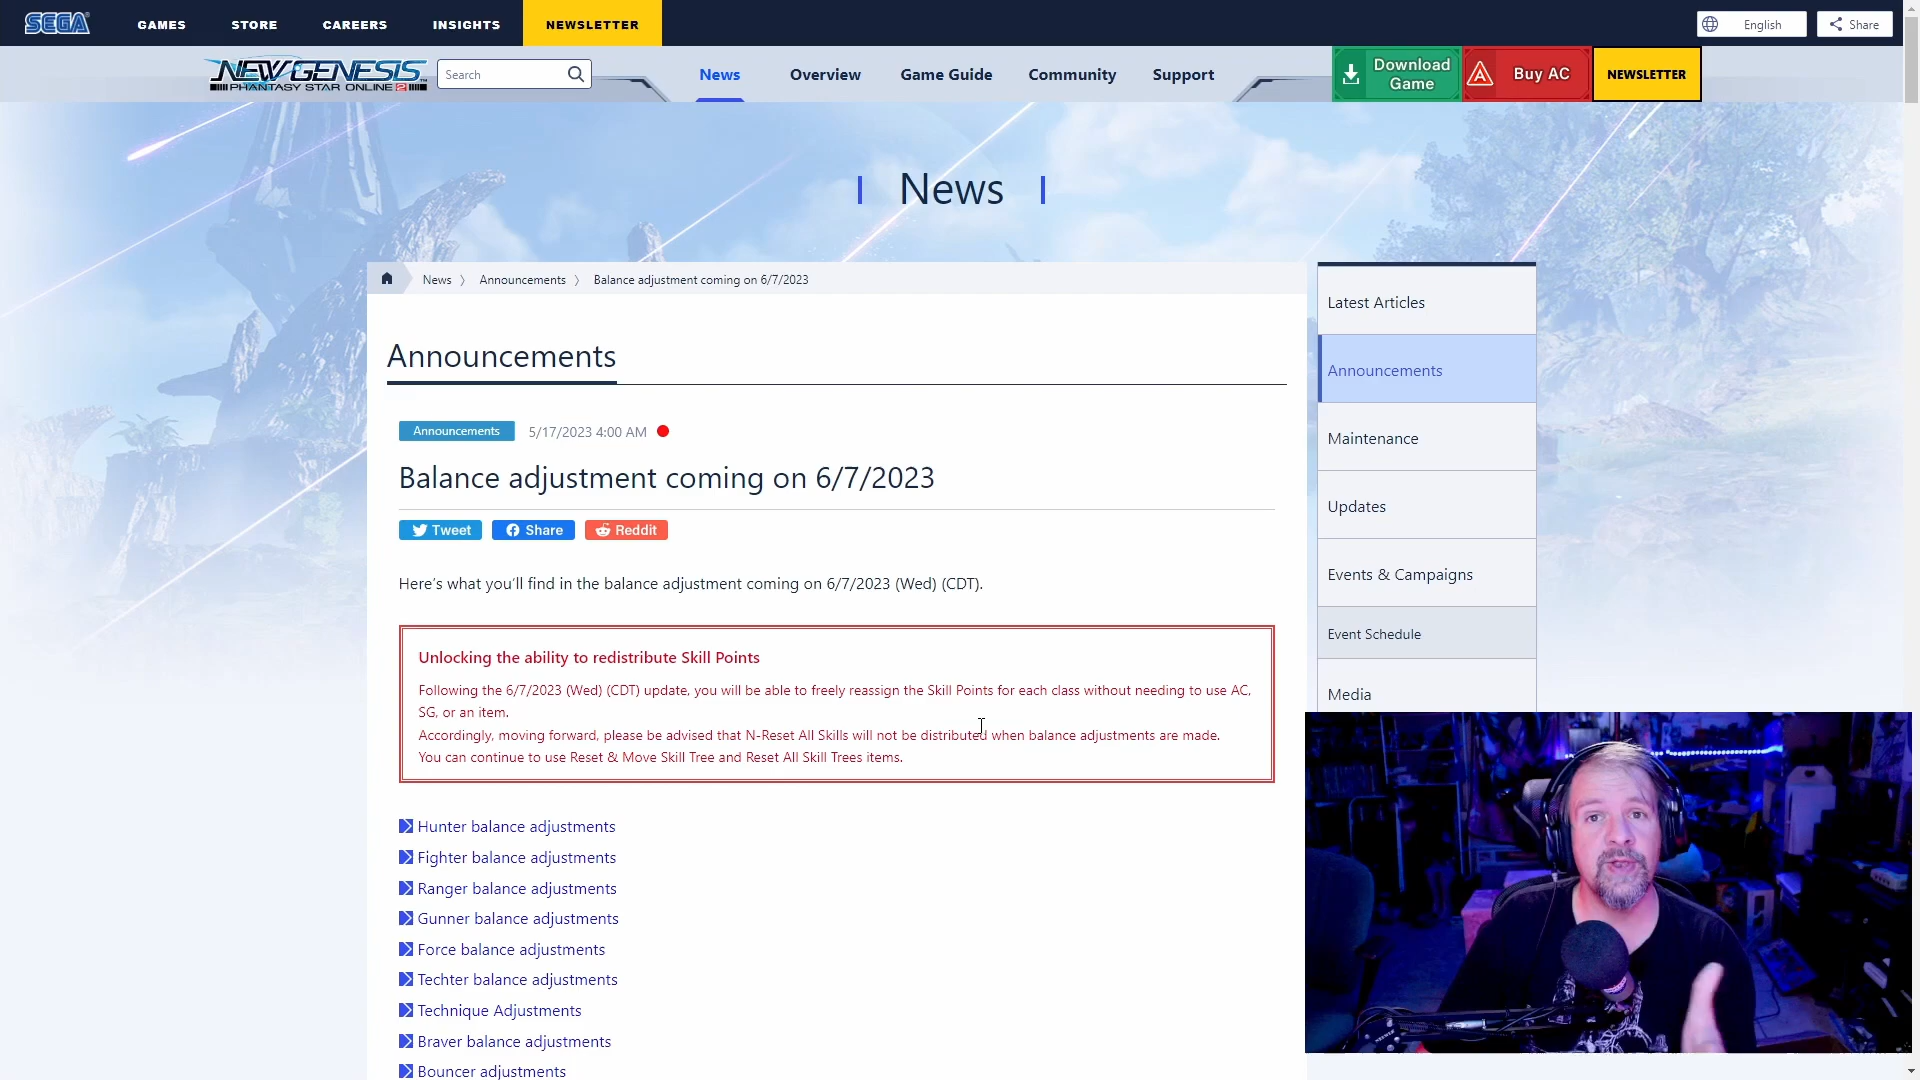 SEGA
GAMES
STORE
CAREERS
INSIGHTS
NEWSLETTER
English
Share
NEW GENESIS
PHANTASY STAR ONLINE 2
Search
News
Overview
Game Guide
Community
Support
Download
Game
Buy AC
NEWSLETTER
News
News
Announcements
Balance adjustment coming on 6/7/2023
Announcements
Announcements
5/17/2023 4:00 AM
Balance adjustment coming on 6/7/2023
Tweet
Share
Reddit
Here's what you'll find in the balance adjustment coming on 6/7/2023 (Wed) (CDT).
Unlocking the ability to redistribute Skill Points
Following the 6/7/2023 (Wed) (CDT) update, you will be able to freely reassign the Skill Points for each class without needing to use AC,
SG, or an item.
Accordingly, moving forward, please be advised that N-Reset All Skills will not be distributed when balance adjustments are made.
You can continue to use Reset & Move Skill Tree and Reset All Skill Trees items.
Hunter balance adjustments
Fighter balance adjustments
Ranger balance adjustments
Gunner balance adjustments
Force balance adjustments
Techter balance adjustments
Technique Adjustments
Braver balance adjustments
Bouncer adjustments
Latest Articles
Announcements
Maintenance
Updates
Events & Campaigns
Event Schedule
Media